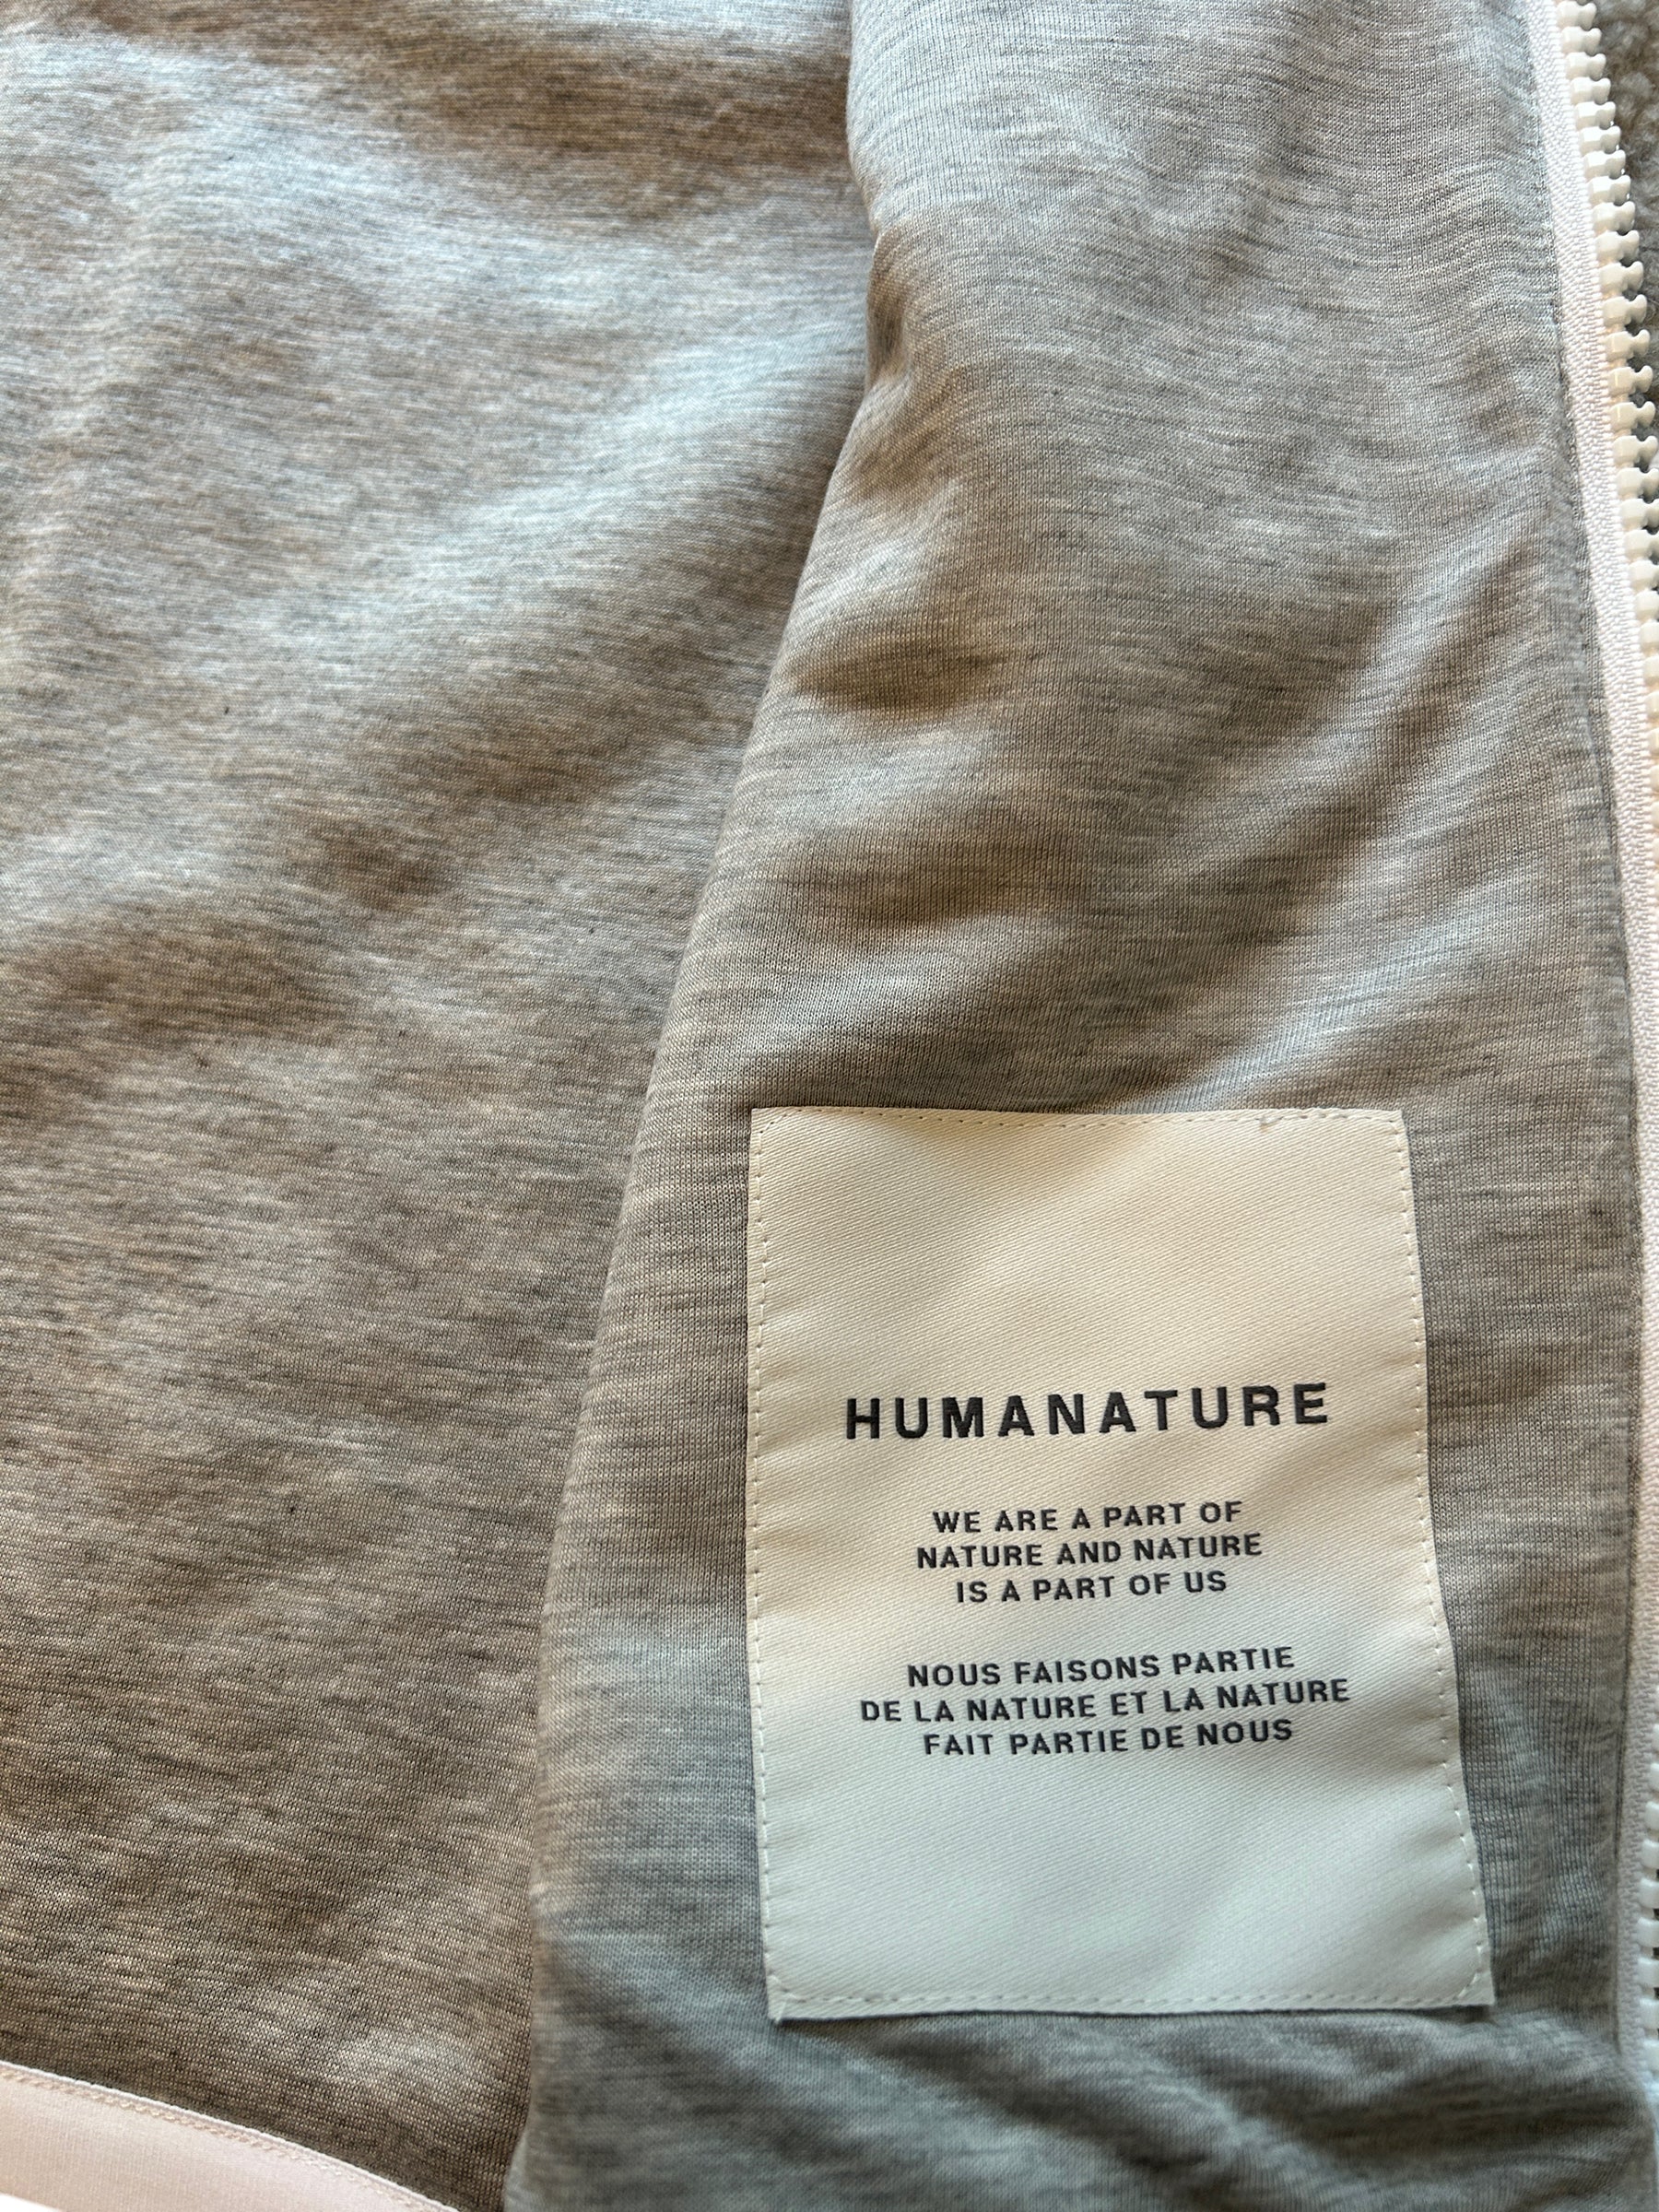 HUMANATURE
WE ARE A PART OF
NATURE AND NATURE
IS A PART OF US
NOUS FAISONS PARTIE
DE LA NATURE ET LA NATURE
FAIT PARTIE DE NOUS